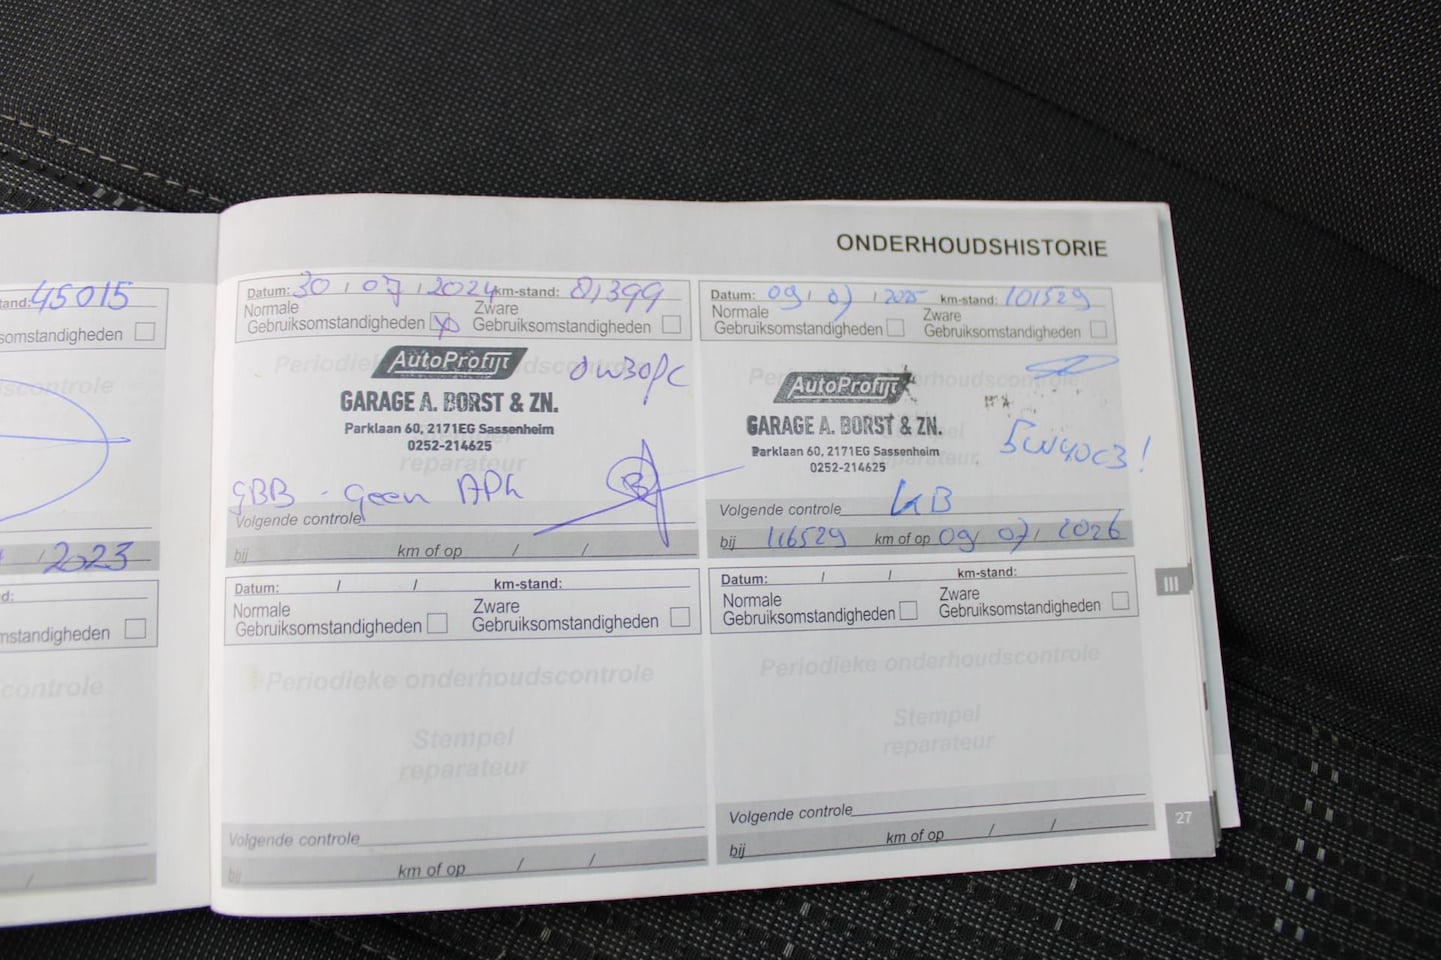 ONDERHOUDSHISTORIE
tand: 45015
somstandigheden
scontrole
/ 2023
d:
mstandigheden
controle
/
Datum: 30 / 07 / 2024 km-stand: 81399
Normale
Gebruiksomstandigheden
Zware
Gebruiksomstandigheden
AutoProfijt
0W30
GARAGE A. BORST & ZN.
Parklaan 60, 2171EG Sassenheim
0252-214625
reparateur
GBB - geen APk
Volgende controle
bij km of op / /
Datum: 09 / 07 / 2025 km-stand: 101529
Normale
Gebruiksomstandigheden
Zware
Gebruiksomstandigheden
AutoProfijt
GARAGE A. BORST & ZN.
Parklaan 60, 2171EG Sassenheim
0252-214625
5W40C3!
Volgende controle KB
bij 116529 km of op 09 / 07 / 2026
Datum: / / km-stand:
Normale
Gebruiksomstandigheden
Zware
Gebruiksomstandigheden
Periodieke onderhoudscontrole
Stempel
reparateur
Volgende controle
bij km of op / /
Datum: / / km-stand:
Normale
Gebruiksomstandigheden
Zware
Gebruiksomstandigheden
Periodieke onderhoudscontrole
Stempel
reparateur
Volgende controle
bij km of op / /
III
27